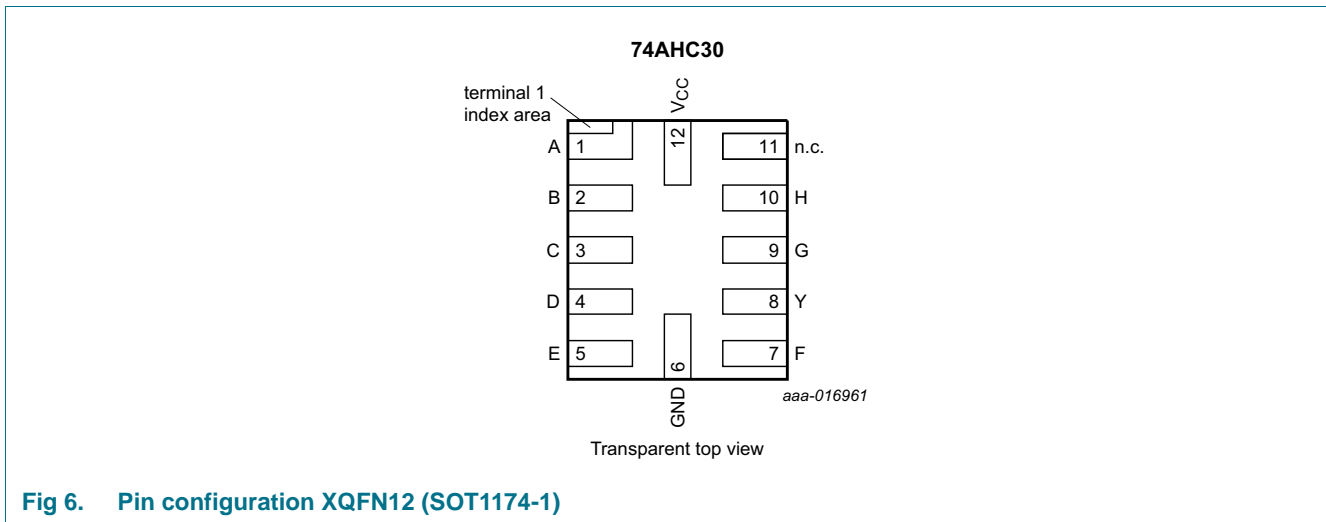 74AHC30
terminal 1
index area
VCC
12
A 1
11 n.c.
B 2
10 H
C 3
9 G
D 4
8 Y
E 5
7 F
6
GND
aaa-016961
Transparent top view
Fig 6. Pin configuration XQFN12 (SOT1174-1)